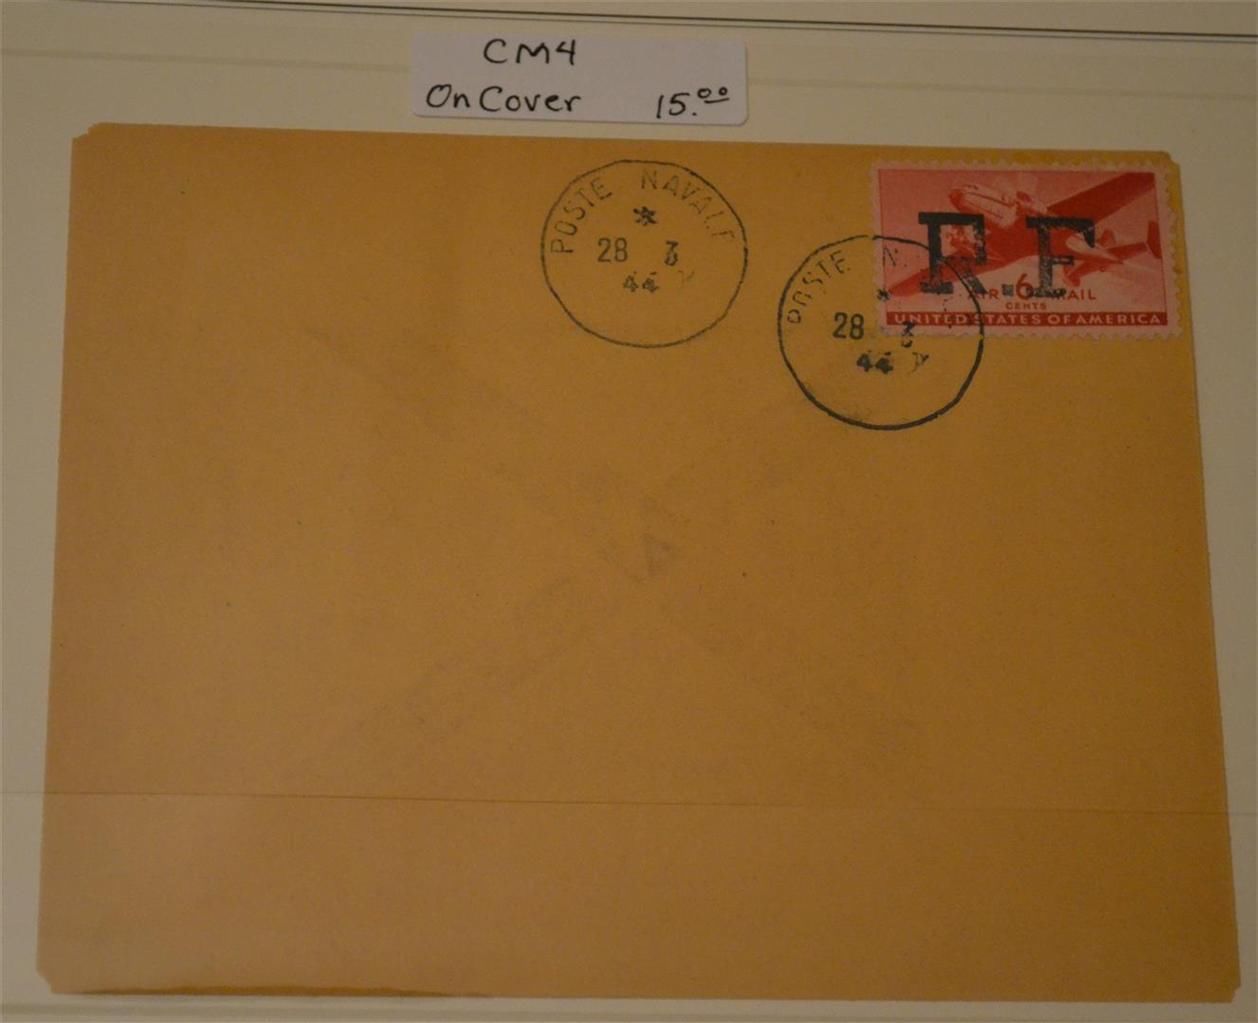 CM4
On Cover 15.00
POSTE NAVALE
28 3
44
POSTE
28 3
44 A
R.F
AIR 6 MAIL
CENTS
UNITED STATES OF AMERICA